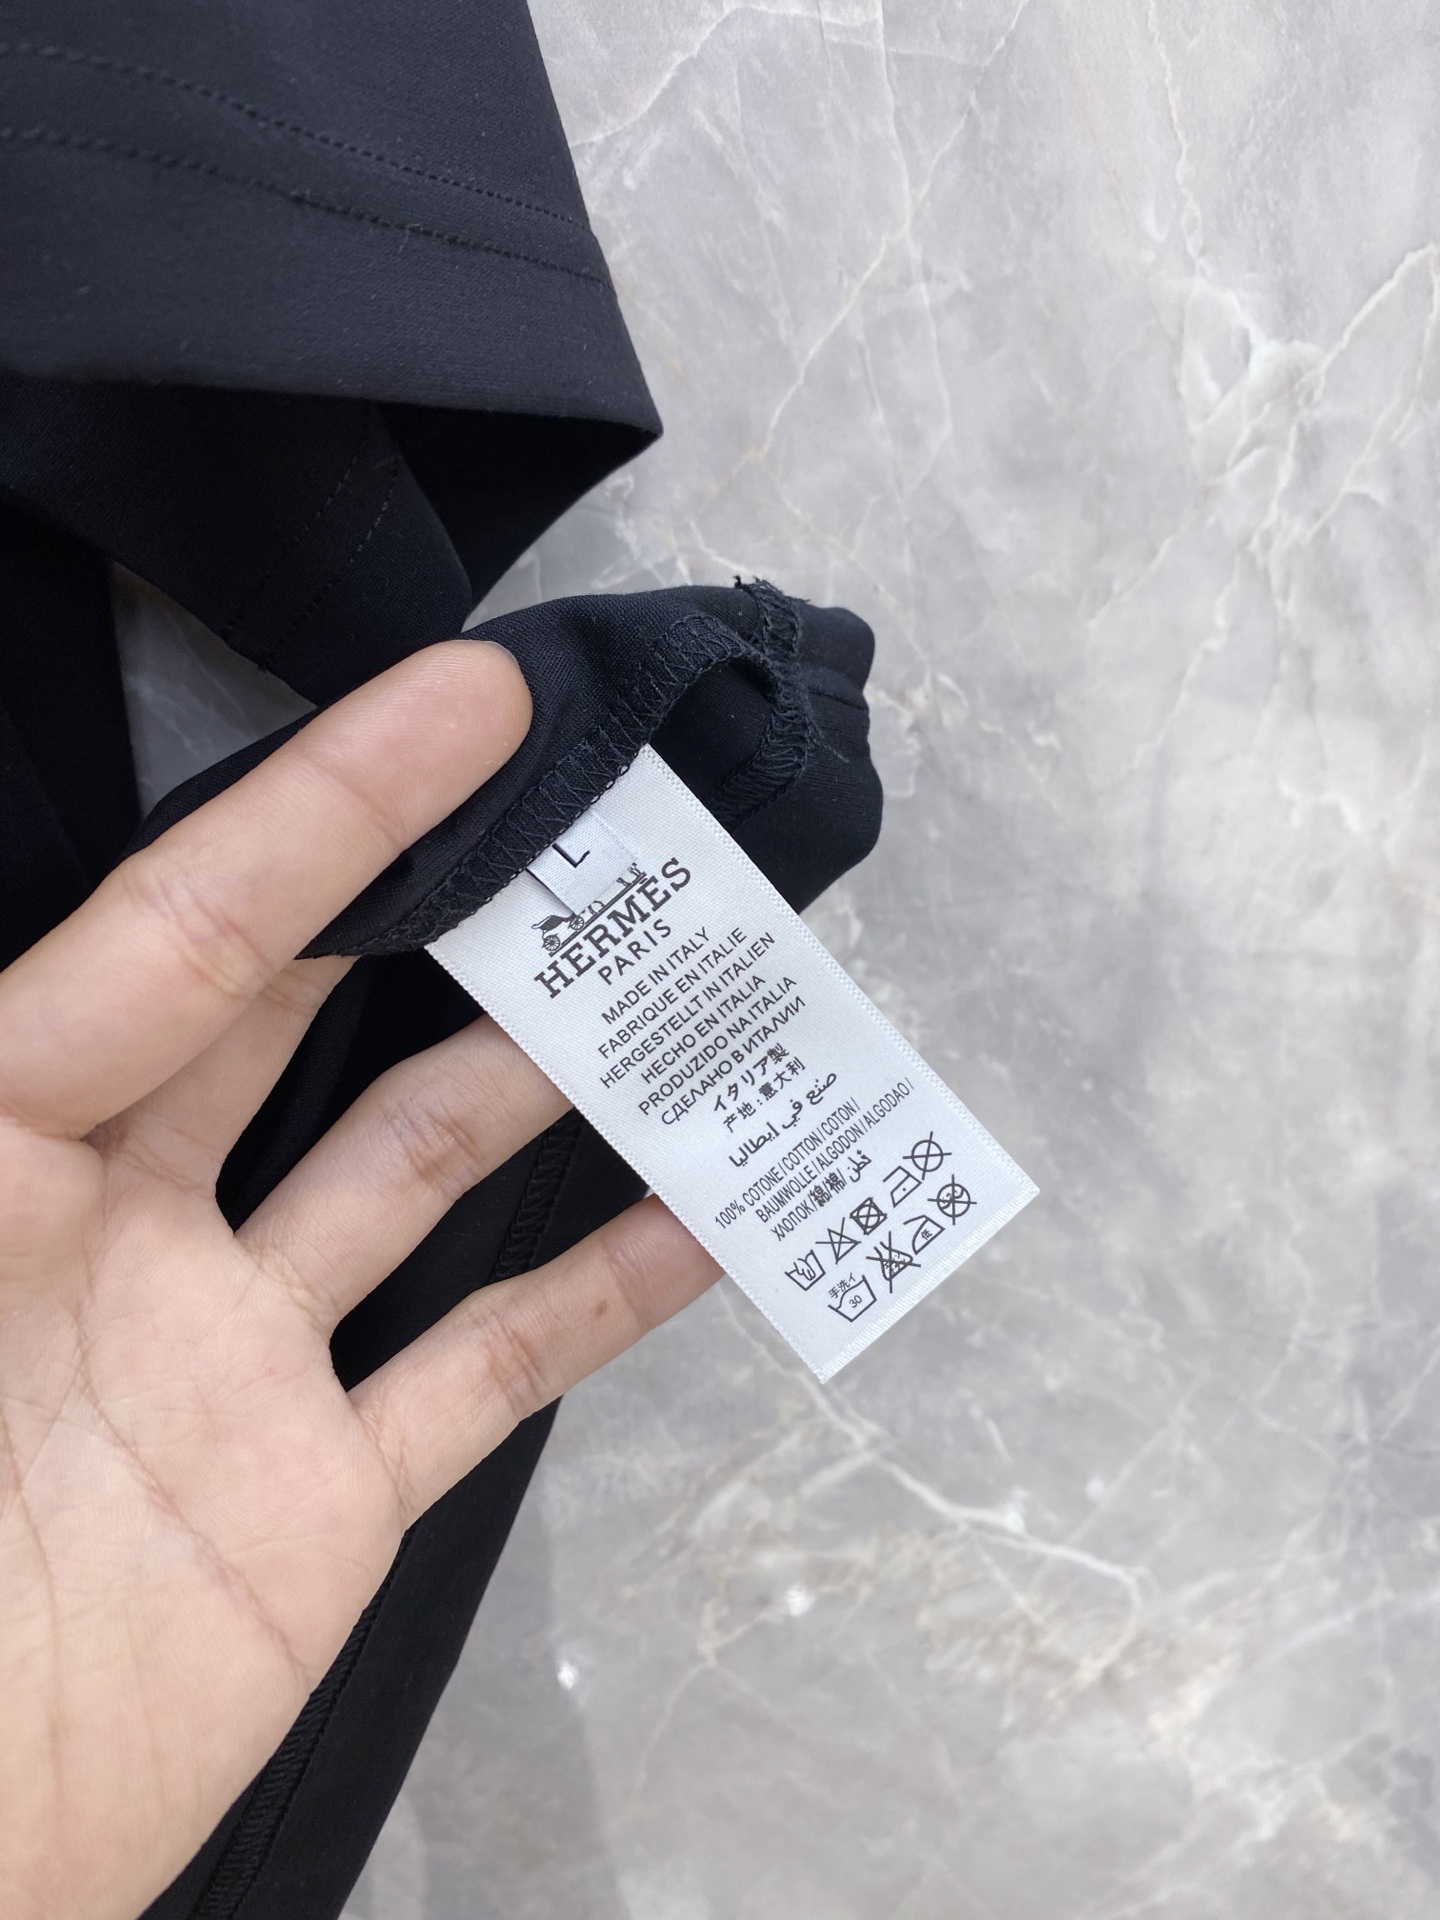 L
HERMES
PARIS
MADE IN ITALY
FABRIQUE EN ITALIE
HERGESTELLT IN ITALIEN
HECHO EN ITALIA
PRODUZIDO NA ITALIA
СДЕЛАНО В ИТАЛИИ
イタリア製
产地:意大利
صنع في ايطاليا
100% COTONE/COTTON/COTON/
BAUMWOLLE/ALGODON/ALGODAO/
ХЛОПОК/綿/棉/ قطن
手洗イ
30
低